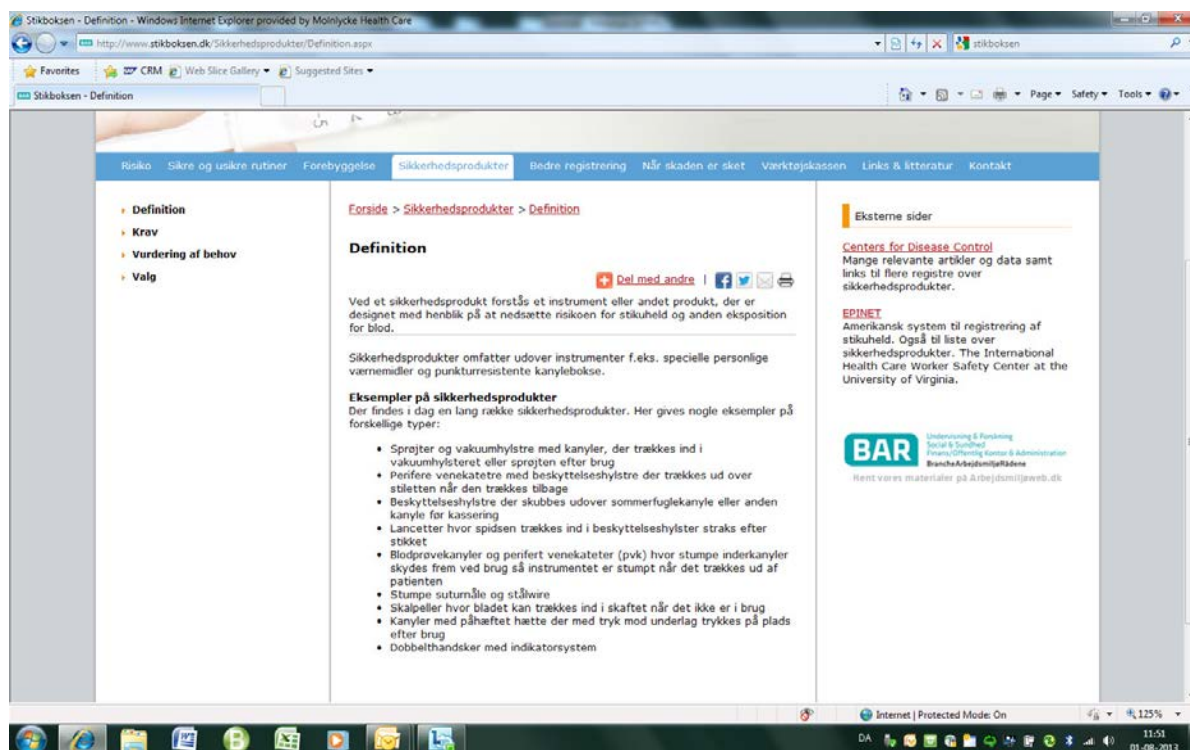 Stikboksen - Definition - Windows Internet Explorer provided by Molnlycke Health Care
http://www.stikboksen.dk/Sikkerhedsprodukter/Definition.aspx
stikboksen
Favorites
CRM
Web Slice Gallery
Suggested Sites
Stikboksen - Definition
Page
Safety
Tools
Risiko
Sikre og usikre rutiner
Forebyggelse
Sikkerhedsprodukter
Bedre registrering
Når skaden er sket
Værktøjskassen
Links & litteratur
Kontakt
Definition
Krav
Vurdering af behov
Valg
Forside > Sikkerhedsprodukter > Definition
Definition
Del med andre |
Ved et sikkerhedsprodukt forstås et instrument eller andet produkt, der er
designet med henblik på at nedsætte risikoen for stikuheld og anden eksposition
for blod.
Sikkerhedsprodukter omfatter udover instrumenter f.eks. specielle personlige
værnemidler og punkturresistente kanylebokse.
Eksempler på sikkerhedsprodukter
Der findes i dag en lang række sikkerhedsprodukter. Her gives nogle eksempler på
forskellige typer:
• Sprøjter og vakuumhylstre med kanyler, der trækkes ind i
vakuumhylsteret eller sprøjten efter brug
• Perifere venekatetre med beskyttelseshylstre der trækkes ud over
stiletten når den trækkes tilbage
• Beskyttelseshylstre der skubbes udover sommerfuglekanyle eller anden
kanyle før kassering
• Lancetter hvor spidsen trækkes ind i beskyttelseshylster straks efter
stikket
• Blodprøvekanyler og perifert venekateter (pvk) hvor stumpe inderkanyler
skydes frem ved brug så instrumentet er stumpt når det trækkes ud af
patienten
• Stumpe suturnåle og stålwire
• Skalpeller hvor bladet kan trækkes ind i skaftet når det ikke er i brug
• Kanyler med påhæftet hætte der med tryk mod underlag trykkes på plads
efter brug
• Dobbelthandsker med indikatorsystem
Eksterne sider
Centers for Disease Control
Mange relevante artikler og data samt
links til flere registre over
sikkerhedsprodukter.
EPINET
Amerikansk system til registrering af
stikuheld. Også til liste over
sikkerhedsprodukter. The International
Health Care Worker Safety Center at the
University of Virginia.
BAR
Undervisning & Forskning
Social & Sundhed
Finans/Offentlig Kontor & Administration
BrancheArbejdsmiljøRådene
Hent vores materialer på Arbejdsmiljøweb.dk
Internet | Protected Mode: On
125%
DA
11:51
01-08-2013